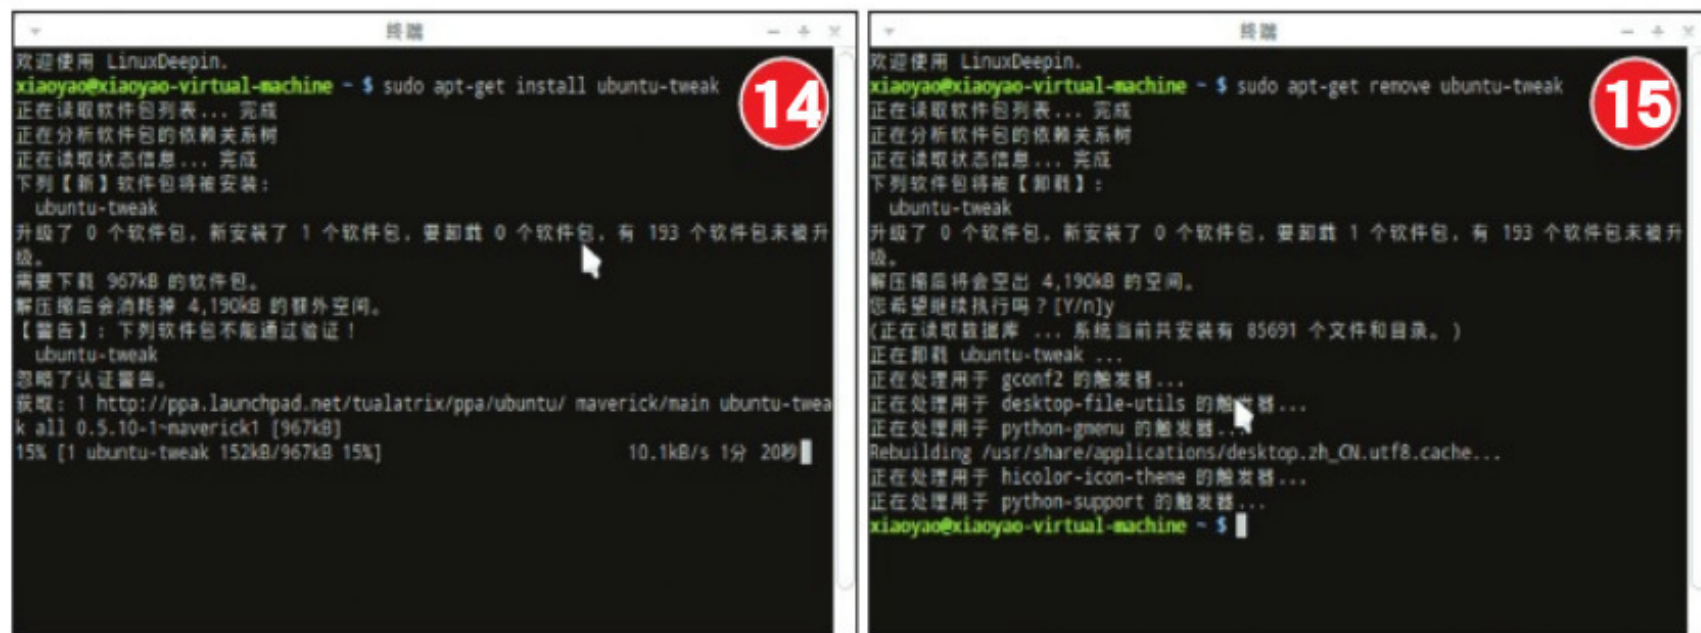 终端
欢迎使用 LinuxDeepin.
xiaoyao@xiaoyao-virtual-machine ~ $ sudo apt-get install ubuntu-tweak
正在读取软件包列表... 完成
正在分析软件包的依赖关系树
正在读取状态信息... 完成
下列【新】软件包将被安装:
ubuntu-tweak
升级了 0 个软件包，新安装了 1 个软件包，要卸载 0 个软件包，有 193 个软件包未被升
级。
需要下载 967kB 的软件包。
解压缩后会消耗掉 4,190kB 的额外空间。
【警告】: 下列软件包不能通过验证!
ubuntu-tweak
忽略了认证警告。
获取: 1 http://ppa.launchpad.net/tualatrix/ppa/ubuntu/ maverick/main ubuntu-twea
k all 0.5.10-1~maverick1 [967kB]
15% [1 ubuntu-tweak 152kB/967kB 15%] 10.1kB/s 1分 20秒
14
终端
欢迎使用 LinuxDeepin.
xiaoyao@xiaoyao-virtual-machine ~ $ sudo apt-get remove ubuntu-tweak
正在读取软件包列表... 完成
正在分析软件包的依赖关系树
正在读取状态信息... 完成
下列软件包将被【卸载】:
ubuntu-tweak
升级了 0 个软件包，新安装了 0 个软件包，要卸载 1 个软件包，有 193 个软件包未被升
级。
解压缩后将会空出 4,190kB 的空间。
您希望继续执行吗？[Y/n]y
(正在读取数据库 ... 系统当前共安装有 85691 个文件和目录。)
正在卸载 ubuntu-tweak ...
正在处理用于 gconf2 的触发器...
正在处理用于 desktop-file-utils 的触发器...
正在处理用于 python-gmenu 的触发器...
Rebuilding /usr/share/applications/desktop.zh_CN.utf8.cache...
正在处理用于 hicolor-icon-theme 的触发器...
正在处理用于 python-support 的触发器...
xiaoyao@xiaoyao-virtual-machine ~ $
15